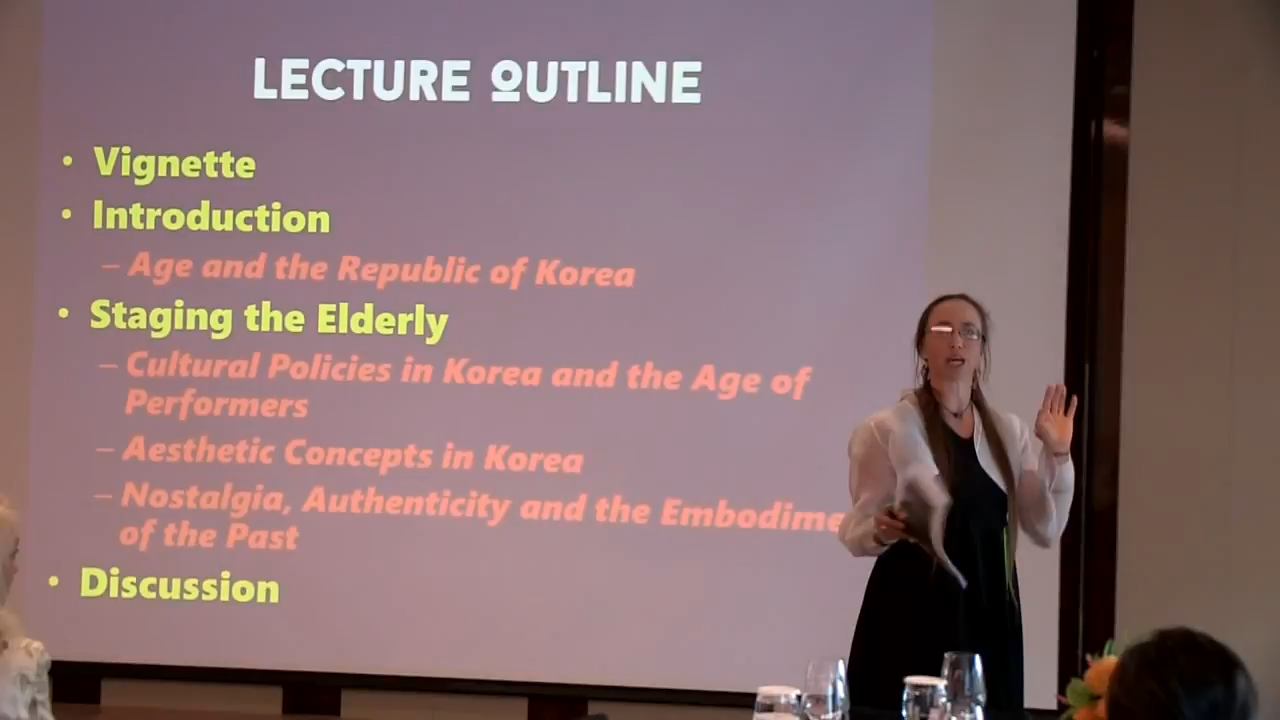 LECTURE OUTLINE
• Vignette
• Introduction
– Age and the Republic of Korea
• Staging the Elderly
– Cultural Policies in Korea and the Age of
Performers
– Aesthetic Concepts in Korea
– Nostalgia, Authenticity and the Embodime
of the Past
• Discussion